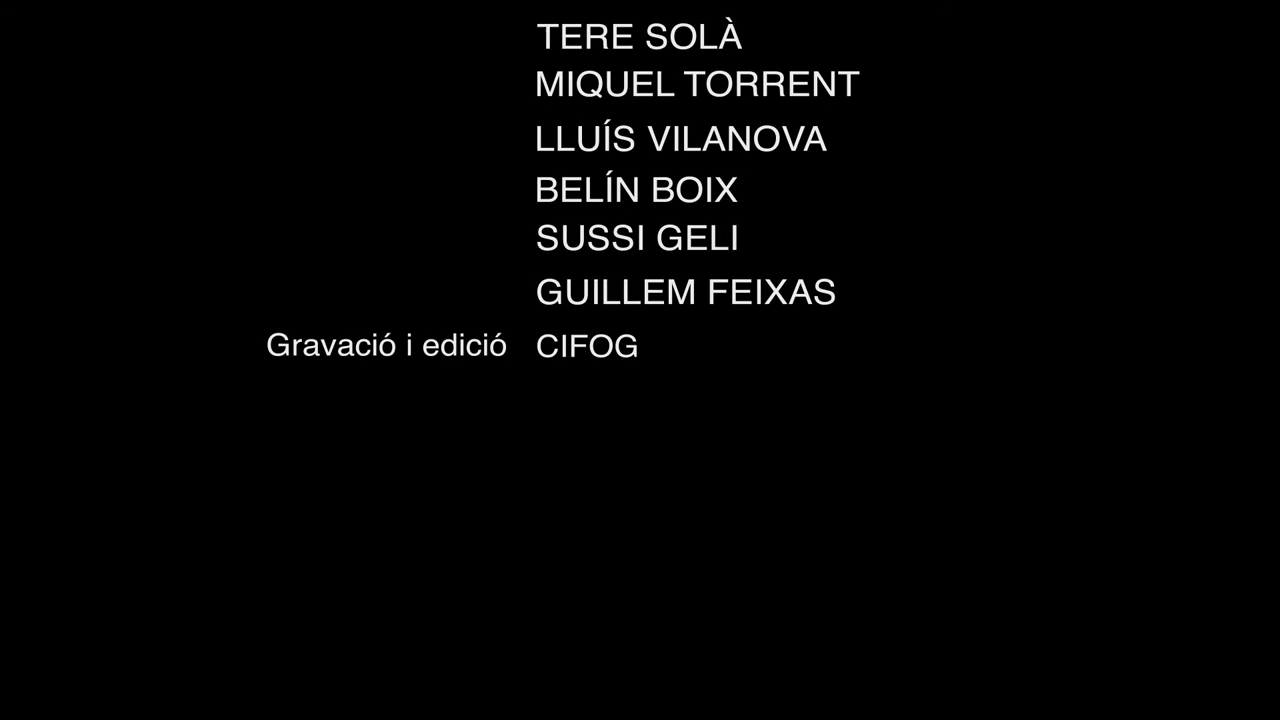 TERE SOLÀ
MIQUEL TORRENT
LLUÍS VILANOVA
BELÍN BOIX
SUSSI GELI
GUILLEM FEIXAS
Gravació i edició CIFOG